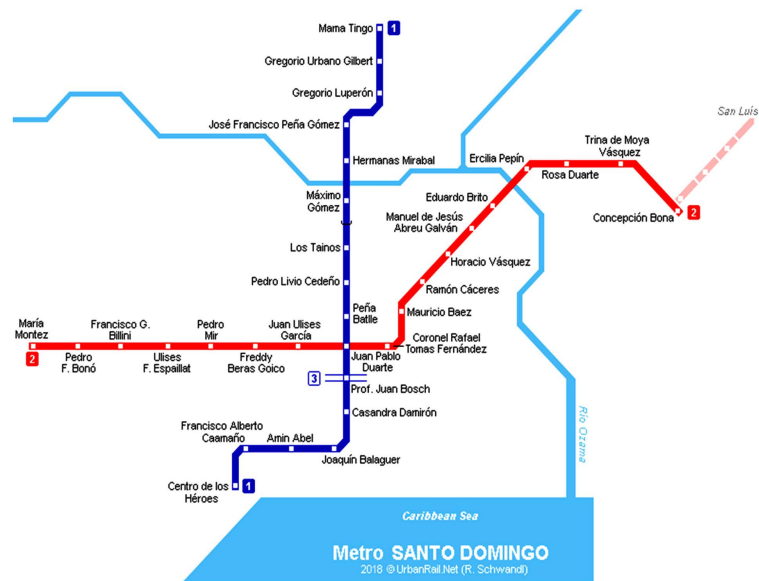 Mama Tingo
1
Gregorio Urbano Gilbert
Gregorio Luperón
José Francisco Peña Gómez
San Luís
Hermanas Mirabal
Ercilia Pepín
Trina de Moya
Vásquez
Rosa Duarte
Máximo
Gómez
Eduardo Brito
Concepción Bona
2
Manuel de Jesús
Abreu Galván
Los Tainos
Horacio Vásquez
Pedro Livio Cedeño
Ramón Cáceres
Peña
Batlle
Mauricio Baez
María
Montez
Francisco G.
Billini
Pedro
Mir
Juan Ulises
García
Coronel Rafael
Tomas Fernández
2
Pedro
F. Bonó
Ulises
F. Espaillat
Freddy
Beras Goico
Juan Pablo
Duarte
3
Prof. Juan Bosch
Casandra Damirón
Francisco Alberto
Caamaño
Amin Abel
Joaquín Balaguer
Río Ozama
Centro de los
Héroes
1
Caribbean Sea
Metro SANTO DOMINGO
2018 © UrbanRail.Net (R. Schwandl)